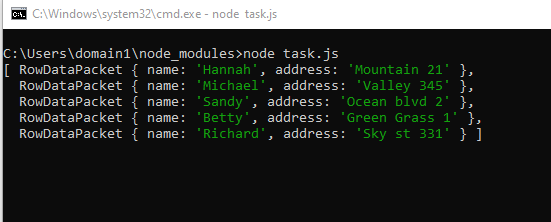 C:\Windows\system32\cmd.exe - node  task.js
C:\Users\domain1\node_modules>node task.js
[ RowDataPacket { name: 'Hannah', address: 'Mountain 21' },
  RowDataPacket { name: 'Michael', address: 'Valley 345' },
  RowDataPacket { name: 'Sandy', address: 'Ocean blvd 2' },
  RowDataPacket { name: 'Betty', address: 'Green Grass 1' },
  RowDataPacket { name: 'Richard', address: 'Sky st 331' } ]